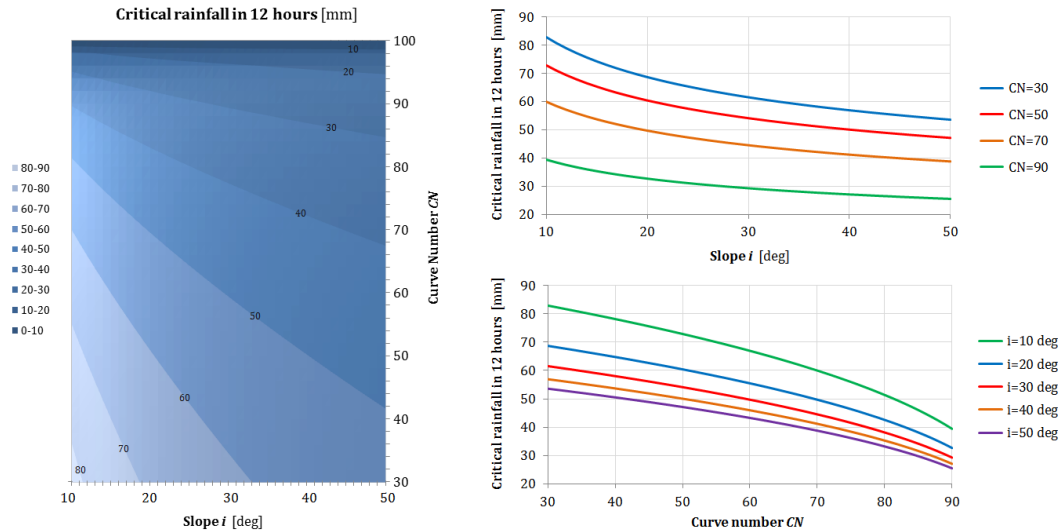 Critical rainfall in 12 hours [mm]
80-90
70-80
60-70
50-60
40-50
30-40
20-30
10-20
0-10
10
20
30
40
50
60
70
80
100
90
80
70
60
50
40
30
Curve Number CN
10 20 30 40 50
Slope i [deg]
Critical rainfall in 12 hours [mm]
90
80
70
60
50
40
30
20
10 20 30 40 50
Slope i [deg]
CN=30
CN=50
CN=70
CN=90
Critical rainfall in 12 hours [mm]
90
80
70
60
50
40
30
20
30 40 50 60 70 80 90
Curve number CN
i=10 deg
i=20 deg
i=30 deg
i=40 deg
i=50 deg